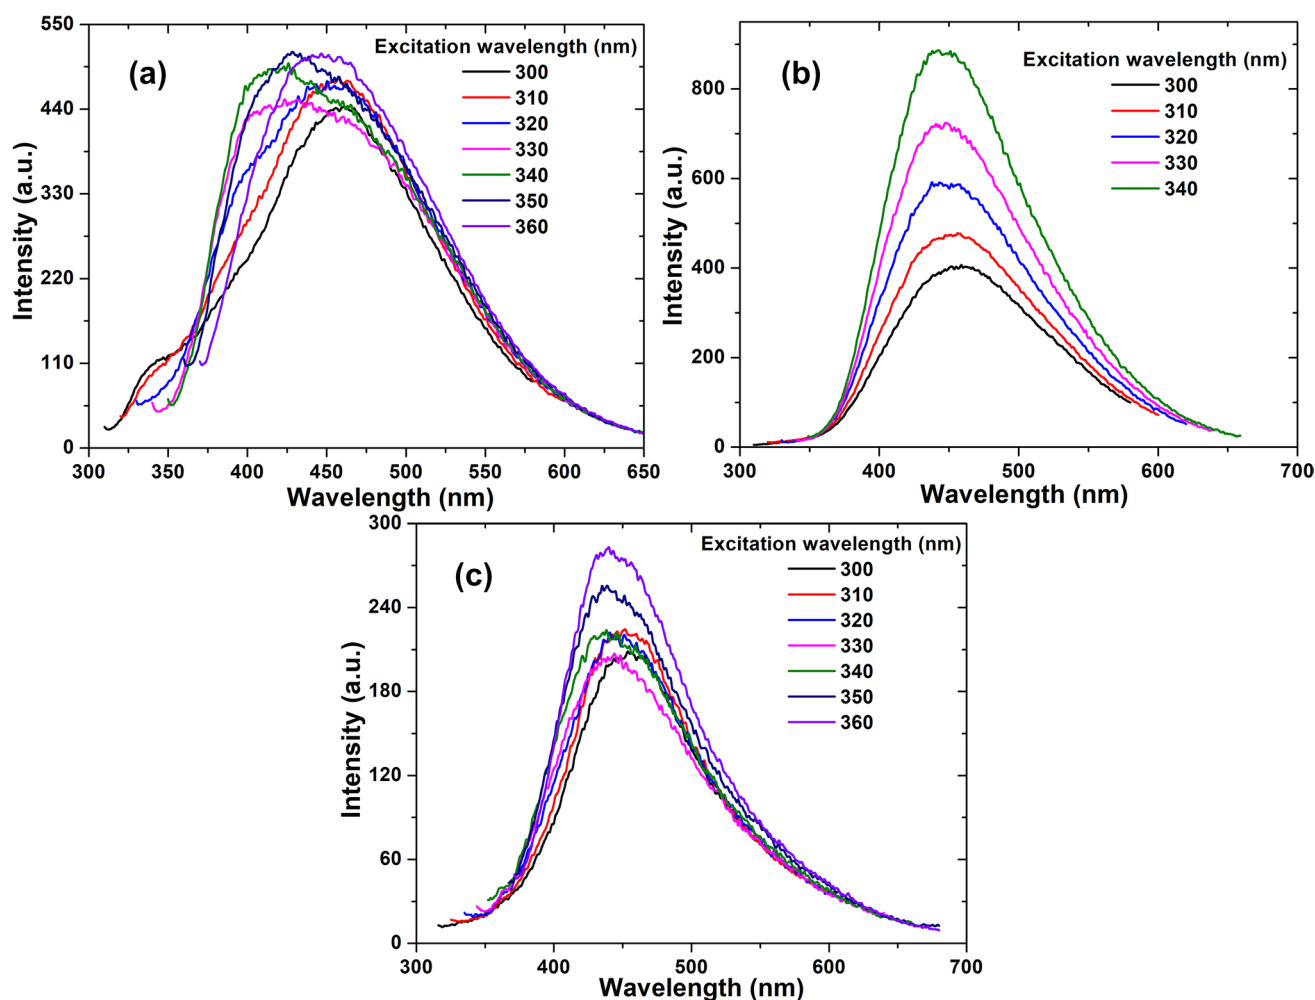 (a)
Excitation wavelength (nm)
300
310
320
330
340
350
360
550
440
330
220
110
0
Intensity (a.u.)
300 350 400 450 500 550 600 650
Wavelength (nm)
(b)
Excitation wavelength (nm)
300
310
320
330
340
800
600
400
200
0
Intensity (a.u.)
300 400 500 600 700
Wavelength (nm)
(c)
Excitation wavelength (nm)
300
310
320
330
340
350
360
300
240
180
120
60
0
Intensity (a.u.)
300 400 500 600 700
Wavelength (nm)